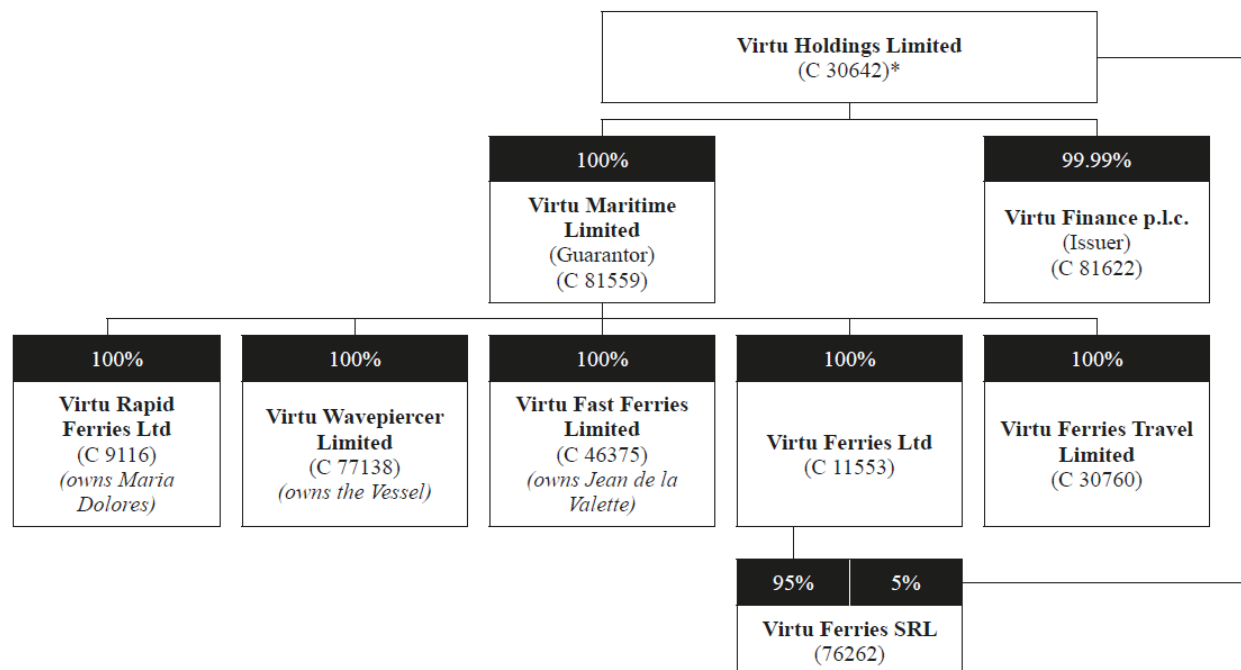 Virtu Holdings Limited
(C 30642)*
100%
Virtu Maritime
Limited
(Guarantor)
(C 81559)
99.99%
Virtu Finance p.l.c.
(Issuer)
(C 81622)
100%
Virtu Rapid
Ferries Ltd
(C 9116)
(owns Maria
Dolores)
100%
Virtu Wavepiercer
Limited
(C 77138)
(owns the Vessel)
100%
Virtu Fast Ferries
Limited
(C 46375)
(owns Jean de la
Valette)
100%
Virtu Ferries Ltd
(C 11553)
100%
Virtu Ferries Travel
Limited
(C 30760)
95%
5%
Virtu Ferries SRL
(76262)